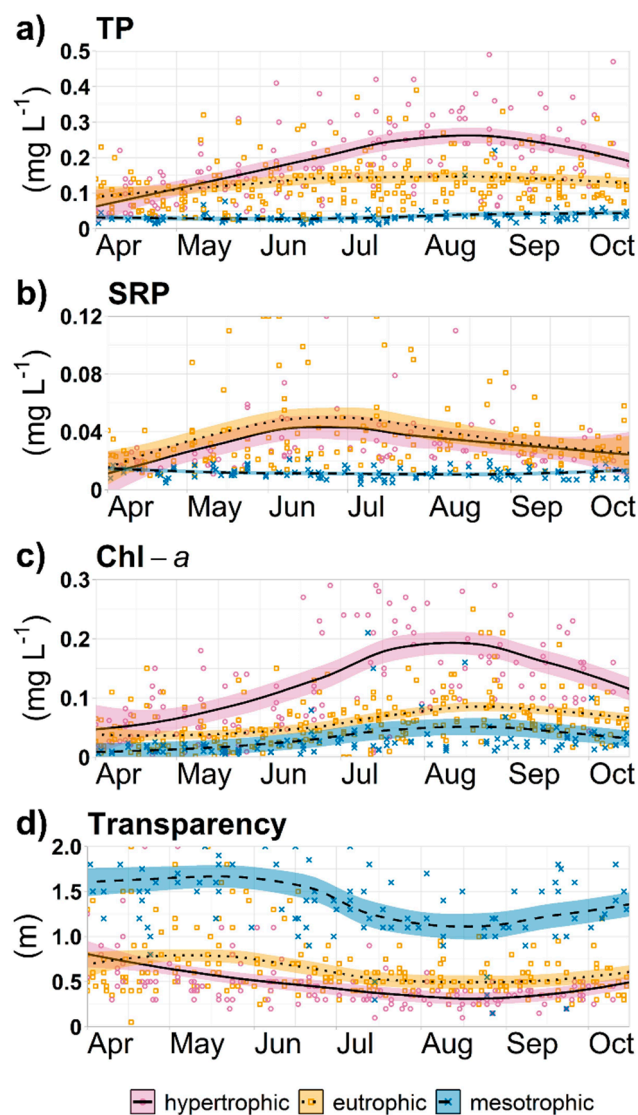 a) TP
0.5
0.4
0.3
0.2
0.1
0
(mg L⁻¹)
Apr May Jun Jul Aug Sep Oct
b) SRP
0.12
0.08
0.04
0
(mg L⁻¹)
Apr May Jun Jul Aug Sep Oct
c) Chl – a
0.3
0.2
0.1
0
(mg L⁻¹)
Apr May Jun Jul Aug Sep Oct
d) Transparency
2.0
1.5
1.0
0.5
0
(m)
Apr May Jun Jul Aug Sep Oct
hypertrophic eutrophic mesotrophic